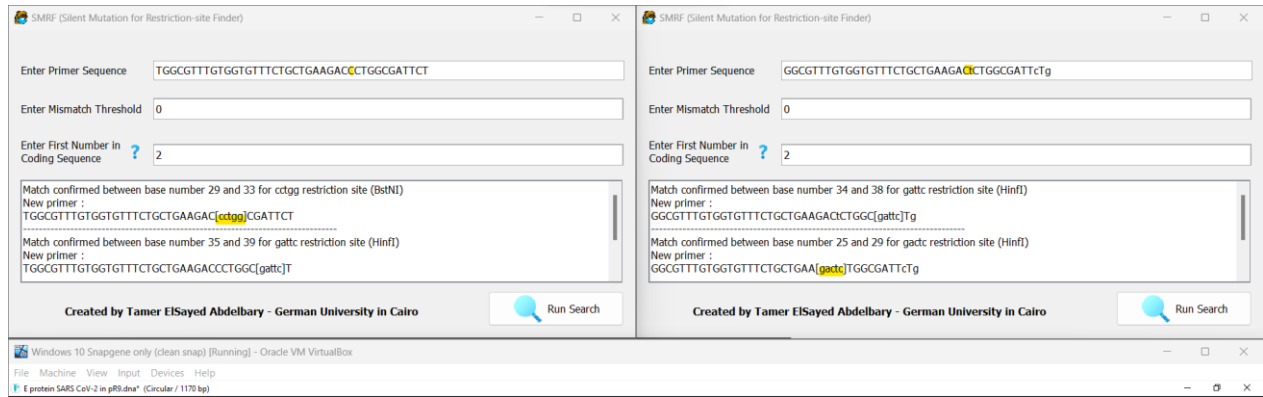 SMRF (Silent Mutation for Restriction-site Finder)
Enter Primer Sequence TGGCGTTTGTGGTGTTTCTGCTGAAGACCCTGGCGATTCT
Enter Mismatch Threshold 0
Enter First Number in
Coding Sequence ? 2
Match confirmed between base number 29 and 33 for cctgg restriction site (BstNI)
New primer :
TGGCGTTTGTGGTGTTTCTGCTGAAGAC[cctgg]CGATTCT
--------------------------------------------------------------------------------
Match confirmed between base number 35 and 39 for gattc restriction site (HinfI)
New primer :
TGGCGTTTGTGGTGTTTCTGCTGAAGACCCTGGC[gattc]T
Created by Tamer ElSayed Abdelbary - German University in Cairo
Run Search
SMRF (Silent Mutation for Restriction-site Finder)
Enter Primer Sequence GGCGTTTGTGGTGTTTCTGCTGAAGACtCTGGCGATTcTg
Enter Mismatch Threshold 0
Enter First Number in
Coding Sequence ? 2
Match confirmed between base number 34 and 38 for gattc restriction site (HinfI)
New primer :
GGCGTTTGTGGTGTTTCTGCTGAAGACtCTGGC[gattc]Tg
--------------------------------------------------------------------------------
Match confirmed between base number 25 and 29 for gactc restriction site (HinfI)
New primer :
GGCGTTTGTGGTGTTTCTGCTGAA[gactc]TGGCGATTcTg
Created by Tamer ElSayed Abdelbary - German University in Cairo
Run Search
Windows 10 Snapgene only (clean snap) [Running] - Oracle VM VirtualBox
File Machine View Input Devices Help
E protein SARS CoV-2 in pR9.dna* (Circular / 1170 bp)